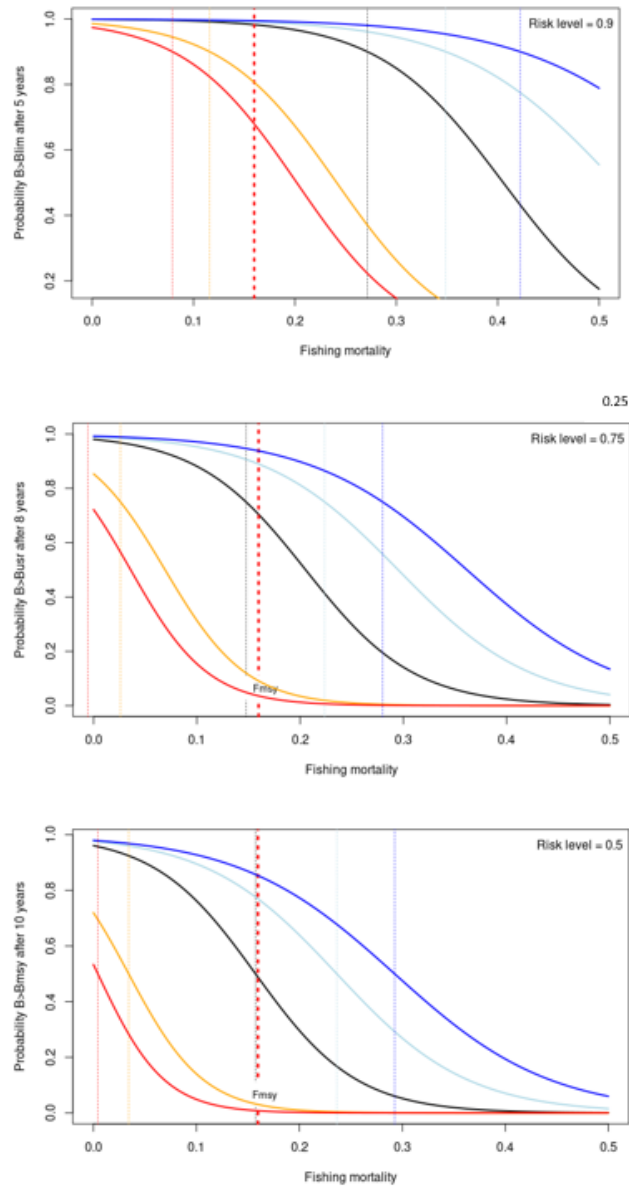 Risk level = 0.9
Probability B>Blim after 5 years
1.0
0.8
0.6
0.4
0.2
0.0 0.1 0.2 0.3 0.4 0.5
Fishing mortality
0.25
Risk level = 0.75
Probability B>Busr after 8 years
1.0
0.8
0.6
0.4
0.2
0.0
Fmsy
0.0 0.1 0.2 0.3 0.4 0.5
Fishing mortality
Risk level = 0.5
Probability B>Bmsy after 10 years
1.0
0.8
0.6
0.4
0.2
0.0
Fmsy
0.0 0.1 0.2 0.3 0.4 0.5
Fishing mortality